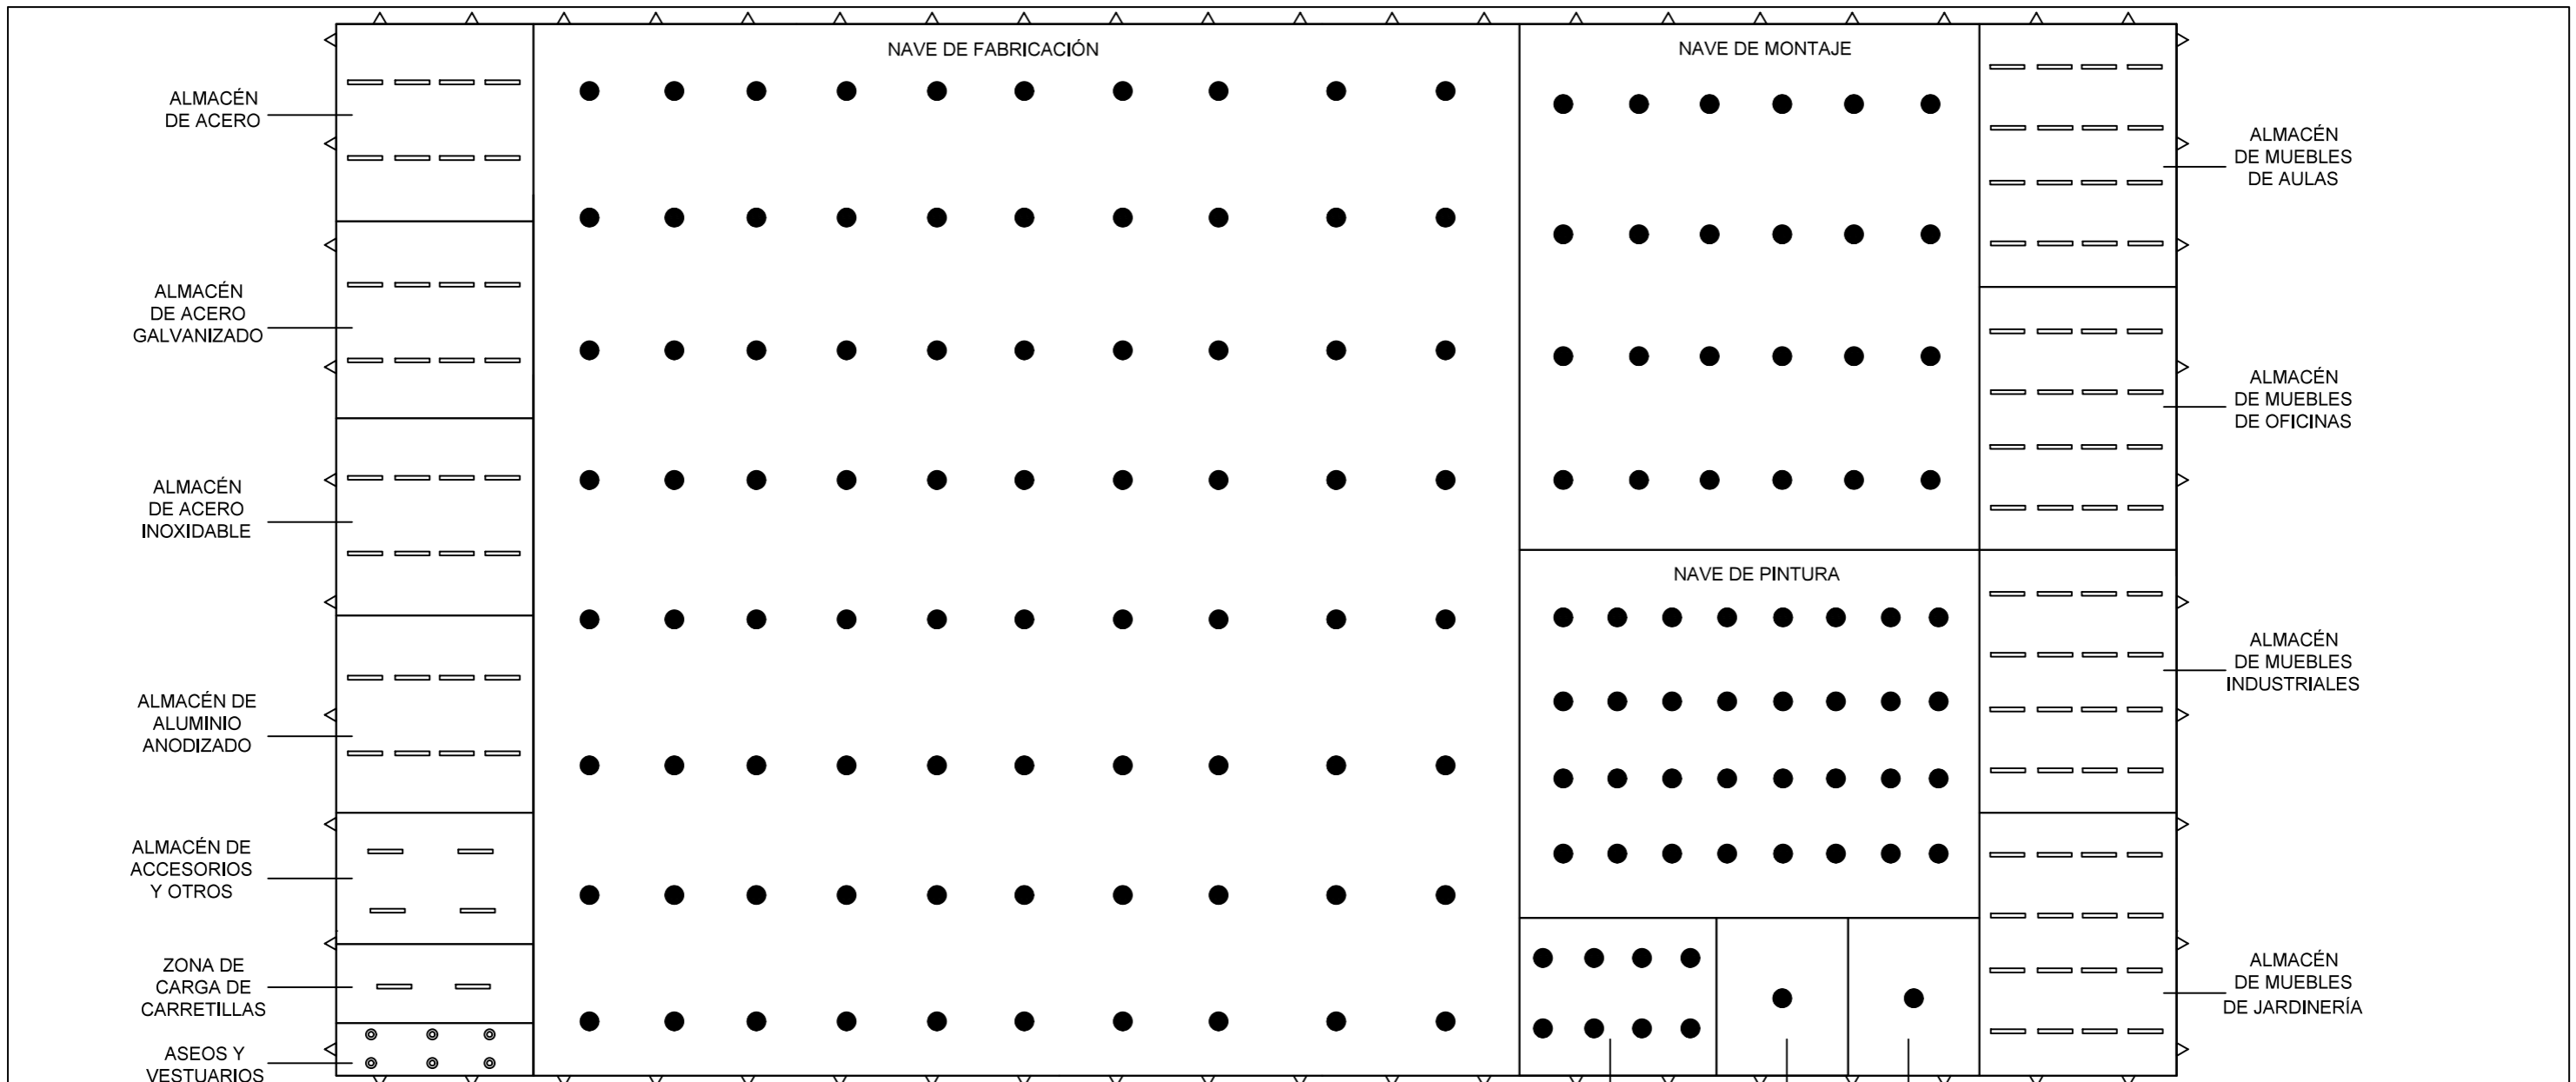 NAVE DE FABRICACIÓN
NAVE DE MONTAJE
ALMACÉN
DE ACERO
ALMACÉN
DE ACERO
GALVANIZADO
ALMACÉN
DE ACERO
INOXIDABLE
ALMACÉN DE
ALUMINIO
ANODIZADO
ALMACÉN DE
ACCESORIOS
Y OTROS
ZONA DE
CARGA DE
CARRETILLAS
ASEOS Y
VESTUARIOS
NAVE DE PINTURA
ALMACÉN
DE MUEBLES
DE AULAS
ALMACÉN
DE MUEBLES
DE OFICINAS
ALMACÉN
DE MUEBLES
INDUSTRIALES
ALMACÉN
DE MUEBLES
DE JARDINERÍA